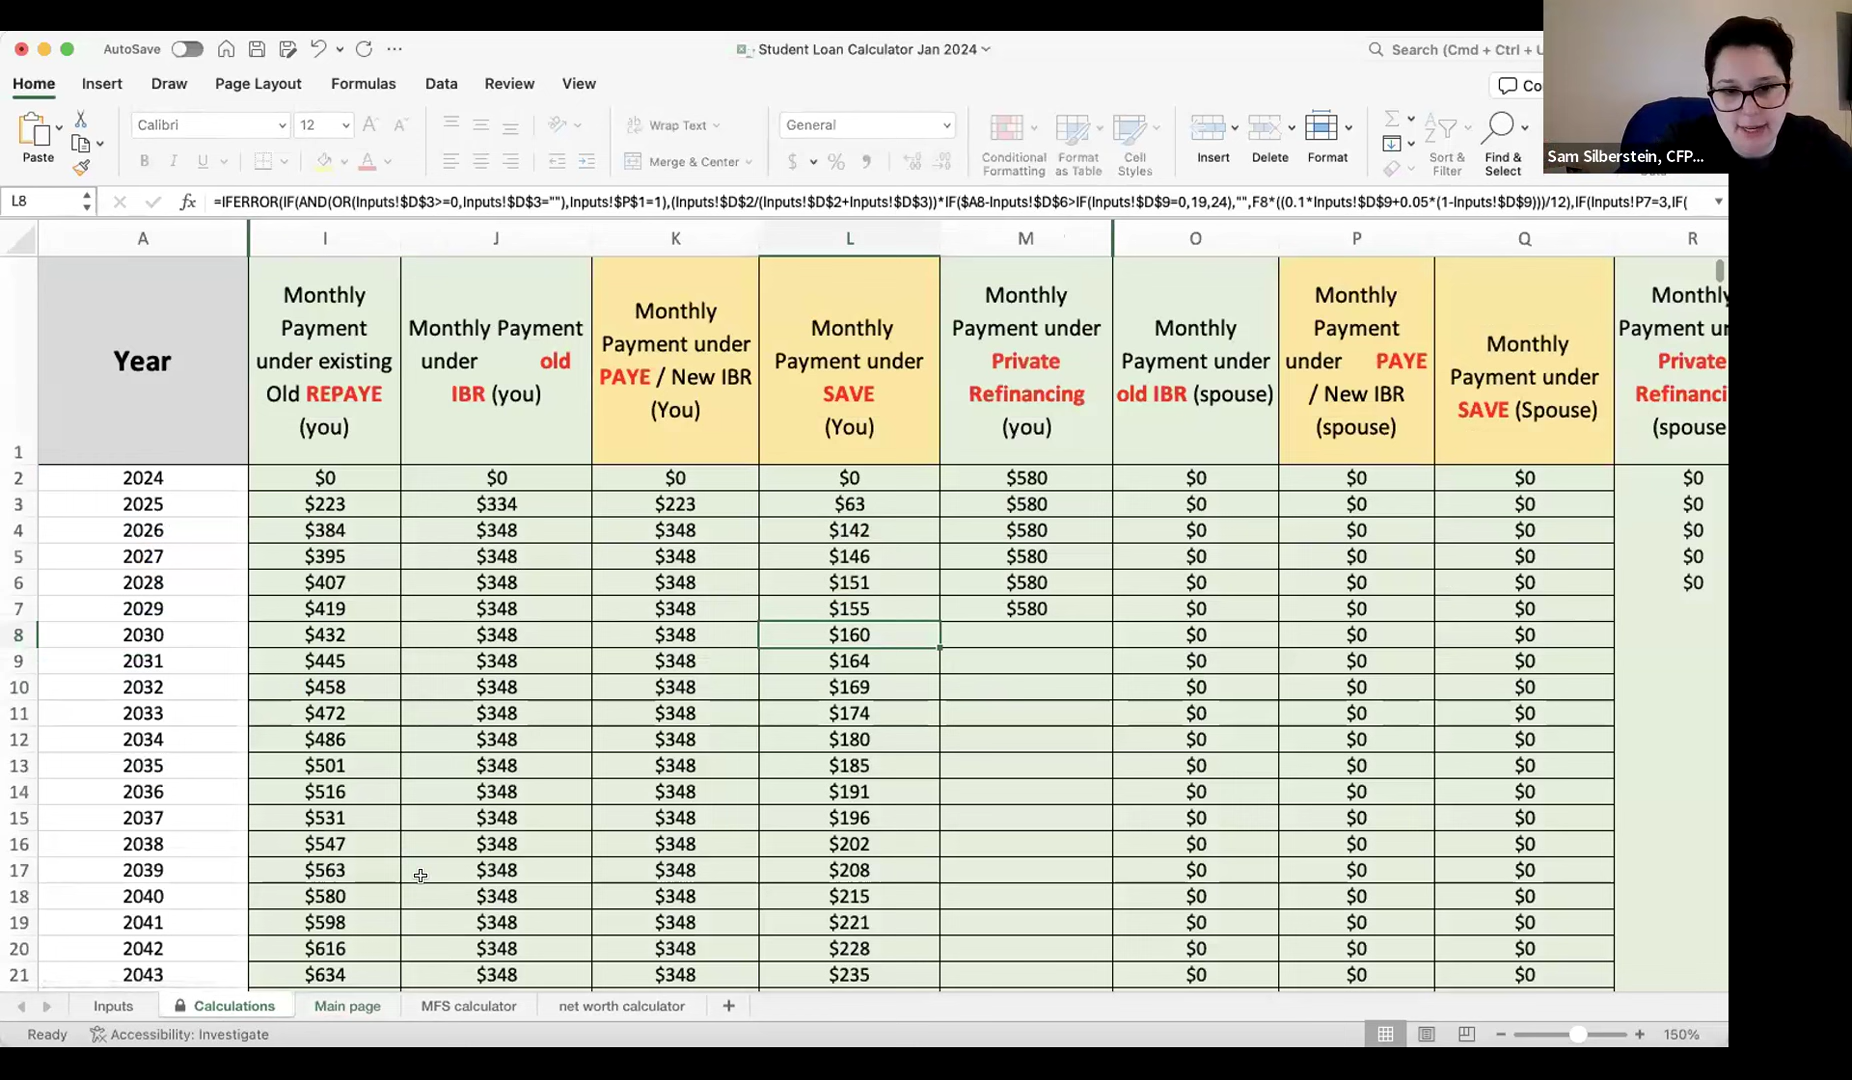 AutoSave
Student Loan Calculator Jan 2024
Search (Cmd + Ctrl + U
Home Insert Draw Page Layout Formulas Data Review View
Co
Paste
Calibri 12
B I U
A A
Wrap Text
Merge & Center
General
$ %
Conditional Formatting
Format as Table
Cell Styles
Insert
Delete
Format
Sort & Filter
Find & Select
Sam Silberstein, CFP...
L8 fx =IFERROR(IF(AND(OR(Inputs!$D$3>=0,Inputs!$D$3=""),Inputs!$P$1=1),(Inputs!$D$2/(Inputs!$D$2+Inputs!$D$3))*IF($A8-Inputs!$D$6>IF(Inputs!$D$9=0,19,24),"",F8*((0.1*Inputs!$D$9+0.05*(1-Inputs!$D$9)))/12),IF(Inputs!P7=3,IF(
A I J K L M O P Q R
1
Year
Monthly Payment under existing Old REPAYE (you)
Monthly Payment under old IBR (you)
Monthly Payment under PAYE / New IBR (You)
Monthly Payment under SAVE (You)
Monthly Payment under Private Refinancing (you)
Monthly Payment under old IBR (spouse)
Monthly Payment under PAYE / New IBR (spouse)
Monthly Payment under SAVE (Spouse)
Monthly Payment un Private Refinanci (spouse
2 2024 $0 $0 $0 $0 $580 $0 $0 $0 $0
3 2025 $223 $334 $223 $63 $580 $0 $0 $0 $0
4 2026 $384 $348 $348 $142 $580 $0 $0 $0 $0
5 2027 $395 $348 $348 $146 $580 $0 $0 $0 $0
6 2028 $407 $348 $348 $151 $580 $0 $0 $0 $0
7 2029 $419 $348 $348 $155 $580 $0 $0 $0
8 2030 $432 $348 $348 $160 $0 $0 $0
9 2031 $445 $348 $348 $164 $0 $0 $0
10 2032 $458 $348 $348 $169 $0 $0 $0
11 2033 $472 $348 $348 $174 $0 $0 $0
12 2034 $486 $348 $348 $180 $0 $0 $0
13 2035 $501 $348 $348 $185 $0 $0 $0
14 2036 $516 $348 $348 $191 $0 $0 $0
15 2037 $531 $348 $348 $196 $0 $0 $0
16 2038 $547 $348 $348 $202 $0 $0 $0
17 2039 $563 $348 $348 $208 $0 $0 $0
18 2040 $580 $348 $348 $215 $0 $0 $0
19 2041 $598 $348 $348 $221 $0 $0 $0
20 2042 $616 $348 $348 $228 $0 $0 $0
21 2043 $634 $348 $348 $235 $0 $0 $0
Inputs Calculations Main page MFS calculator net worth calculator +
Ready Accessibility: Investigate 150%